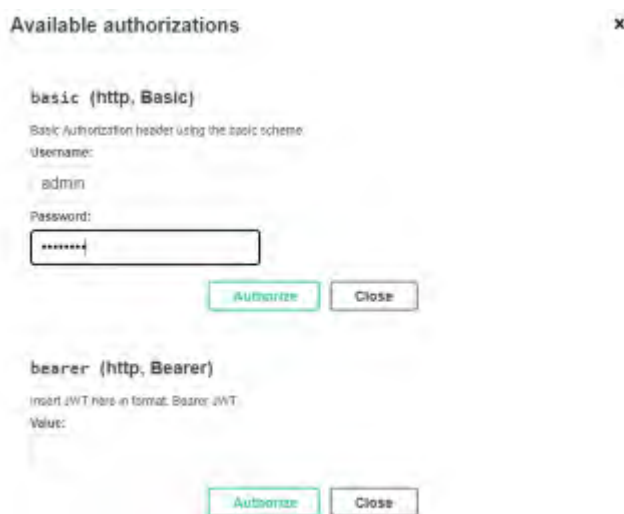 Available authorizations
x
basic (http, Basic)
Basic Authorization header using the basic scheme.
Username:
admin
Password:
••••••••
Authorize Close
bearer (http, Bearer)
Insert JWT here in format: Bearer JWT
Value:
Authorize Close